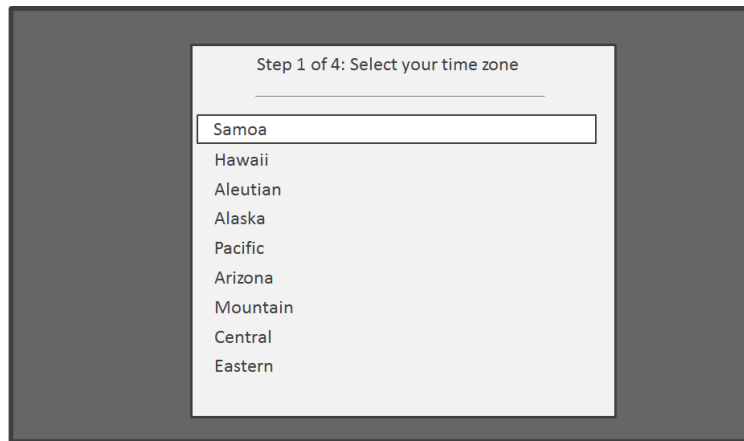 Step 1 of 4: Select your time zone
Samoa
Hawaii
Aleutian
Alaska
Pacific
Arizona
Mountain
Central
Eastern